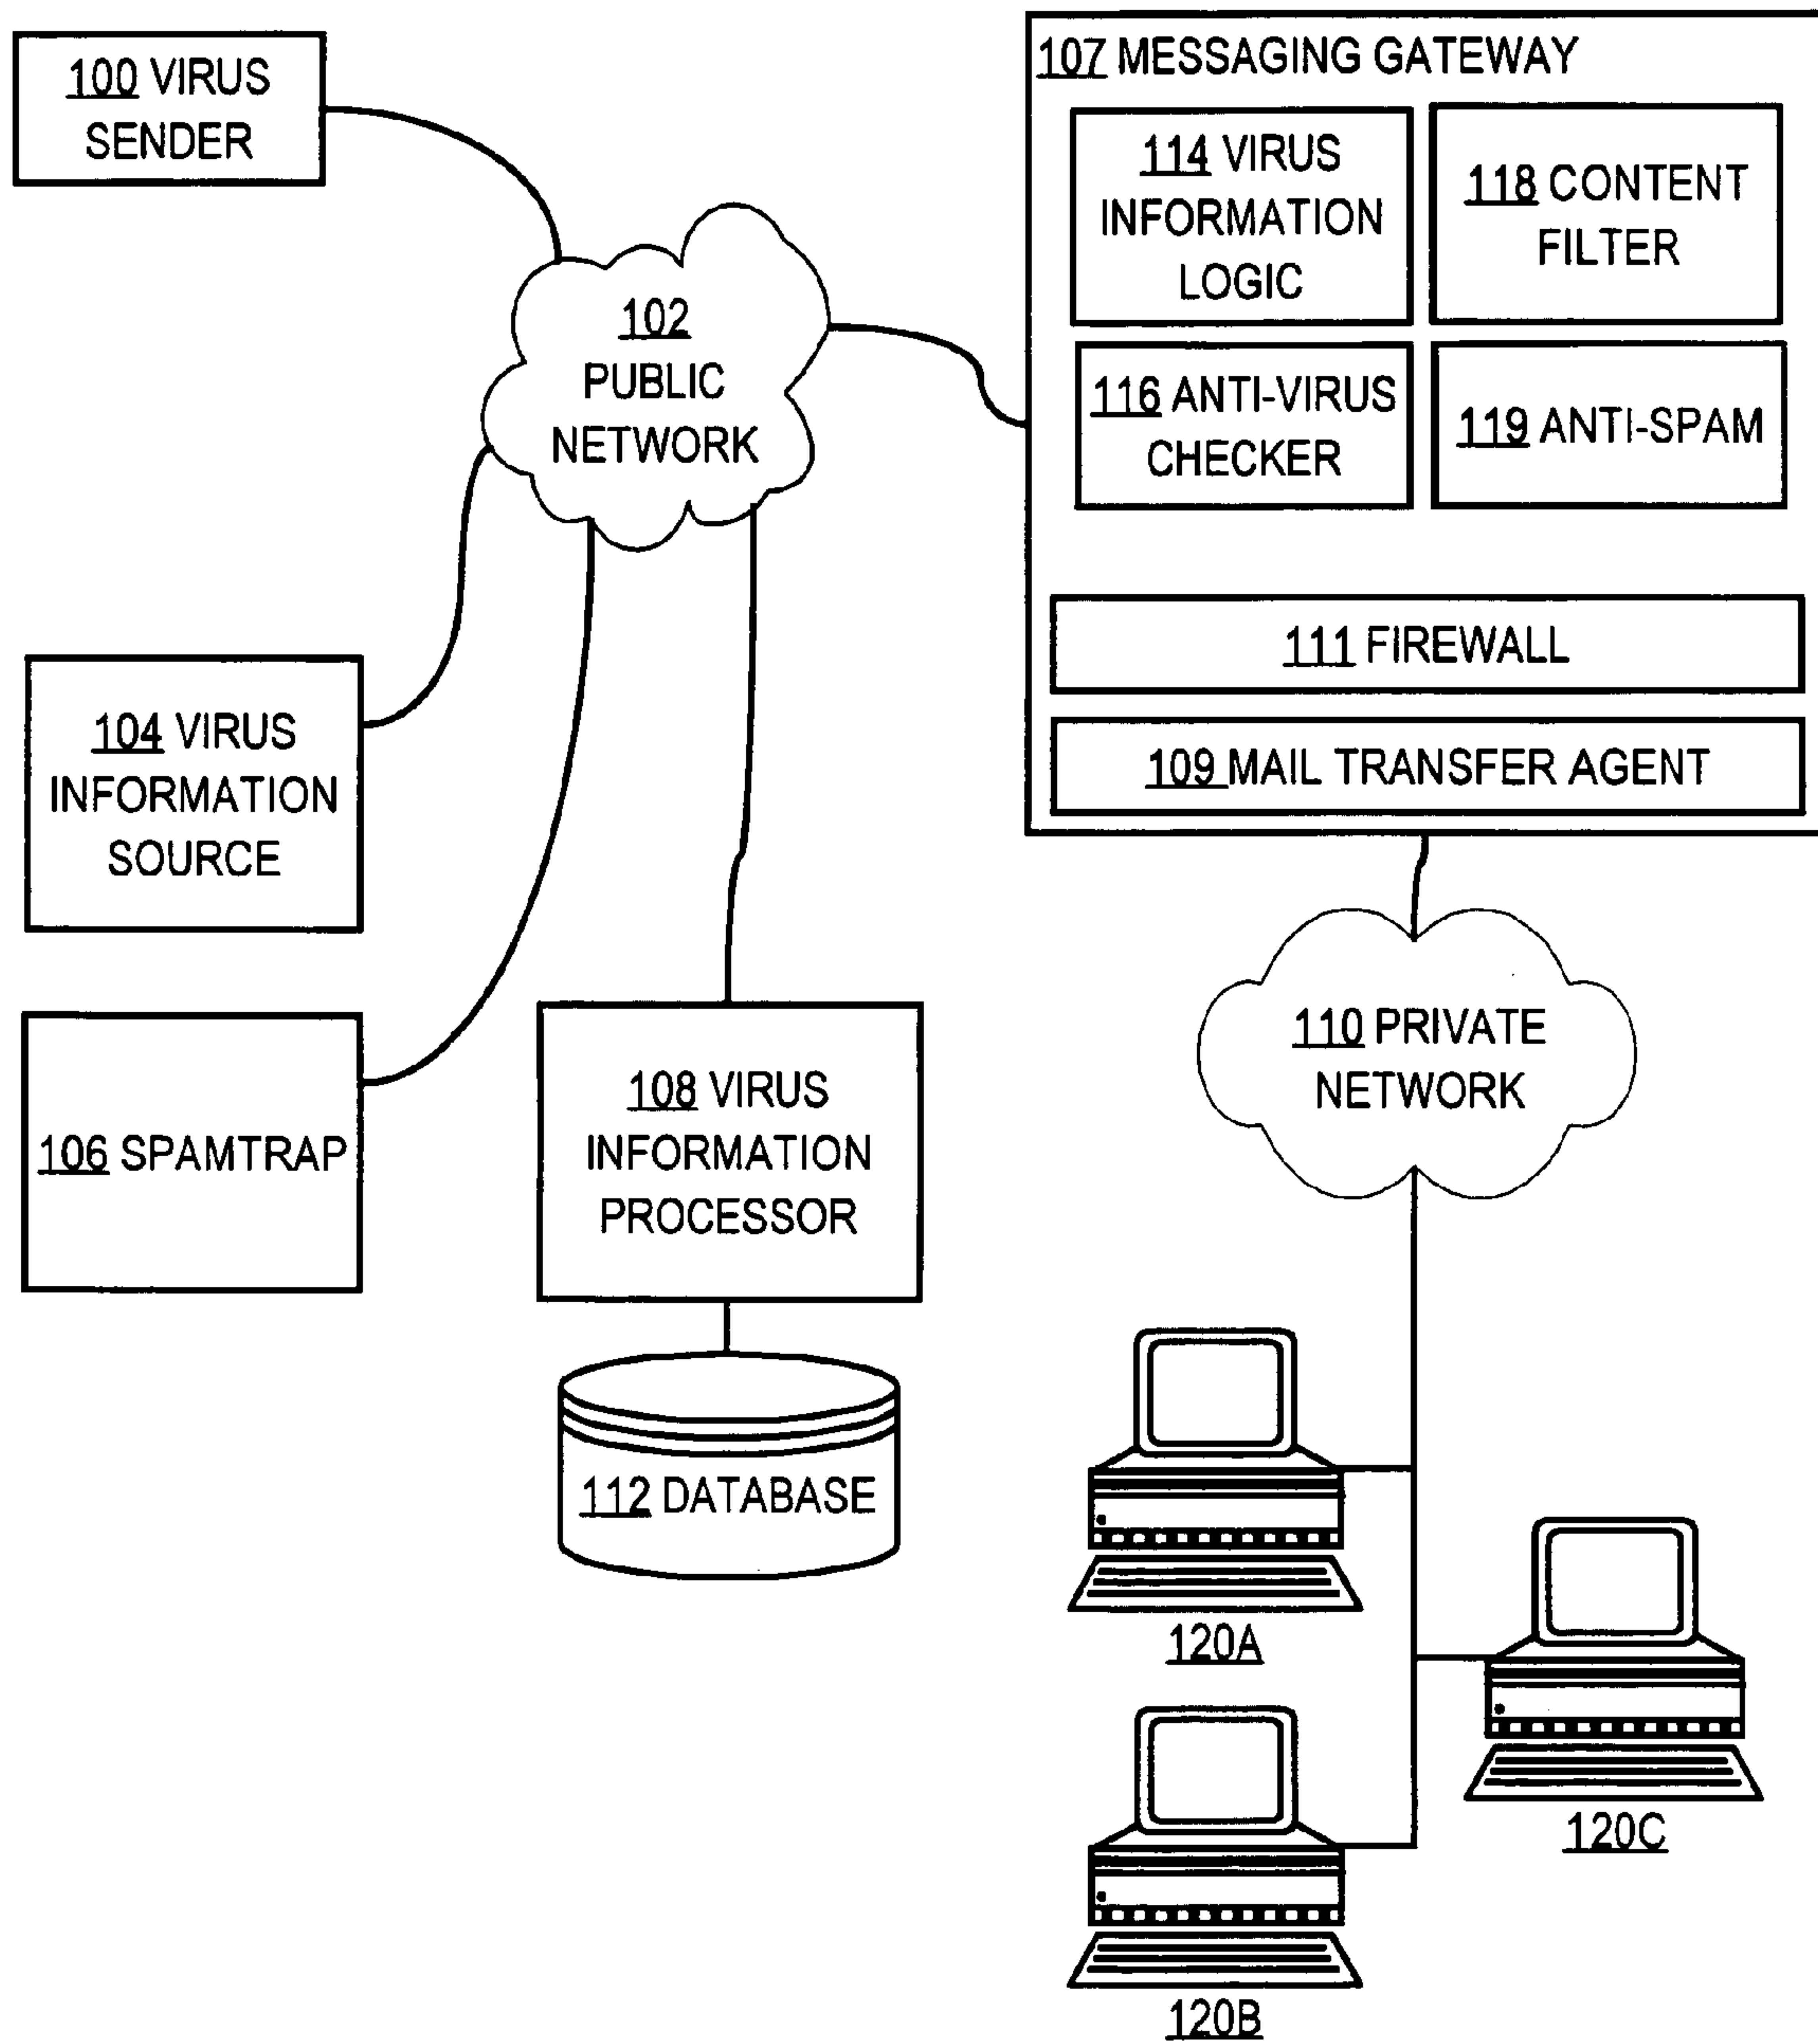 100 VIRUS
SENDER
102
PUBLIC
NETWORK
104 VIRUS
INFORMATION
SOURCE
106 SPAMTRAP
108 VIRUS
INFORMATION
PROCESSOR
112 DATABASE
107 MESSAGING GATEWAY
114 VIRUS
INFORMATION
LOGIC
118 CONTENT
FILTER
116 ANTI-VIRUS
CHECKER
119 ANTI-SPAM
111 FIREWALL
109 MAIL TRANSFER AGENT
110 PRIVATE
NETWORK
120A
120C
120B